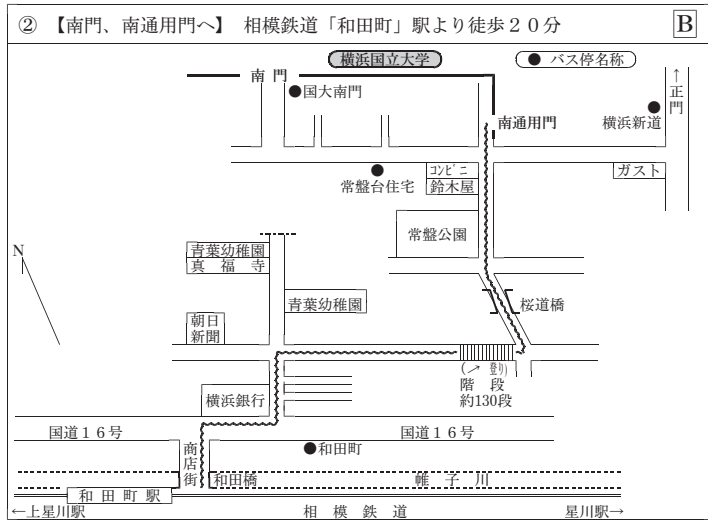 ② 【南門、南通用門へ】 相模鉄道「和田町」駅より徒歩２０分
B
横浜国立大学
● バス停名称
南 門
●国大南門
↑正門
南通用門
横浜新道
常盤台住宅
コンビニ
鈴木屋
ガスト
常盤公園
N
青葉幼稚園
真 福 寺
青葉幼稚園
桜道橋
朝日
新聞
(→ 登り)
階 段
約130段
横浜銀行
国道１６号
国道１６号
商店街
●和田町
和田橋
帷 子 川
和 田 町 駅
←上星川駅
相 模 鉄 道
星川駅→